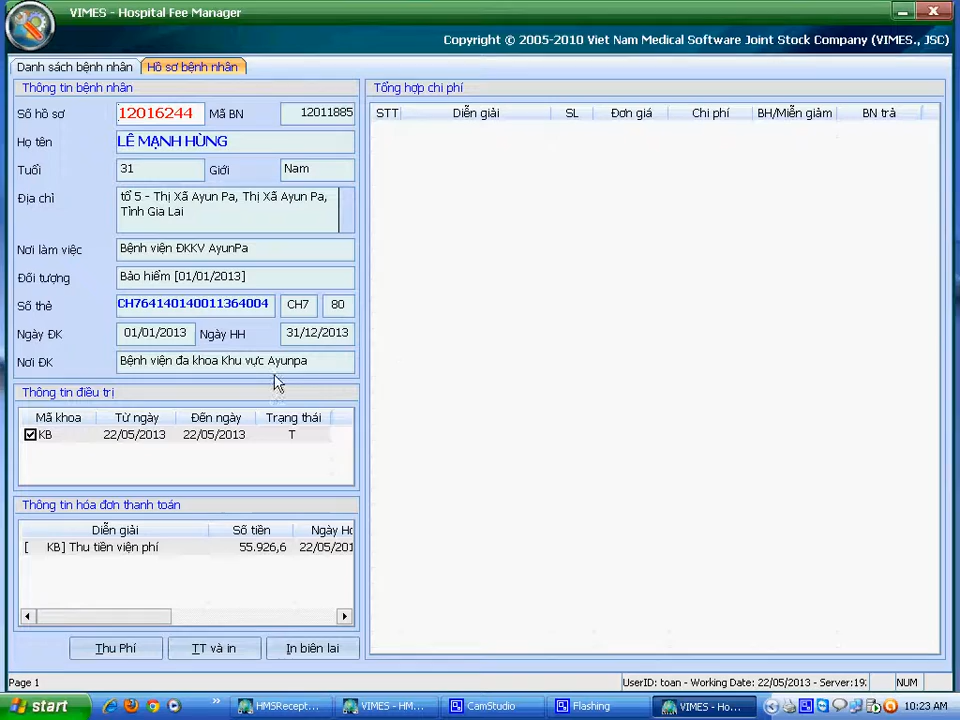 VIMES - Hospital Fee Manager
Copyright © 2005-2010 Viet Nam Medical Software Joint Stock Company (VIMES., JSC)
Danh sách bệnh nhân Hồ sơ bệnh nhân
Thông tin bệnh nhân
Số hồ sơ 12016244 Mã BN 12011885
Họ tên LÊ MẠNH HÙNG
Tuổi 31 Giới Nam
Địa chỉ tổ 5 - Thị Xã Ayun Pa, Thị Xã Ayun Pa,
Tỉnh Gia Lai
Nơi làm việc Bệnh viện ĐKKV AyunPa
Đối tượng Bảo hiểm [01/01/2013]
Số thẻ CH764140140011364004 CH7 80
Ngày ĐK 01/01/2013 Ngày HH 31/12/2013
Nơi ĐK Bệnh viện đa khoa Khu vực Ayunpa
Thông tin điều trị
Mã khoa Từ ngày Đến ngày Trạng thái
KB 22/05/2013 22/05/2013 T
Thông tin hóa đơn thanh toán
Diễn giải Số tiền Ngày Ho
[ KB] Thu tiền viện phí 55.926,6 22/05/201
Thu Phí TT và in In biên lai
Tổng hợp chi phí
STT Diễn giải SL Đơn giá Chi phí BH/Miễn giảm BN trả
Page 1 UserID: toan - Working Date: 22/05/2013 - Server:19 NUM
start HMSRecept... VIMES - HM... CamStudio Flashing VIMES - Ho... 10:23 AM